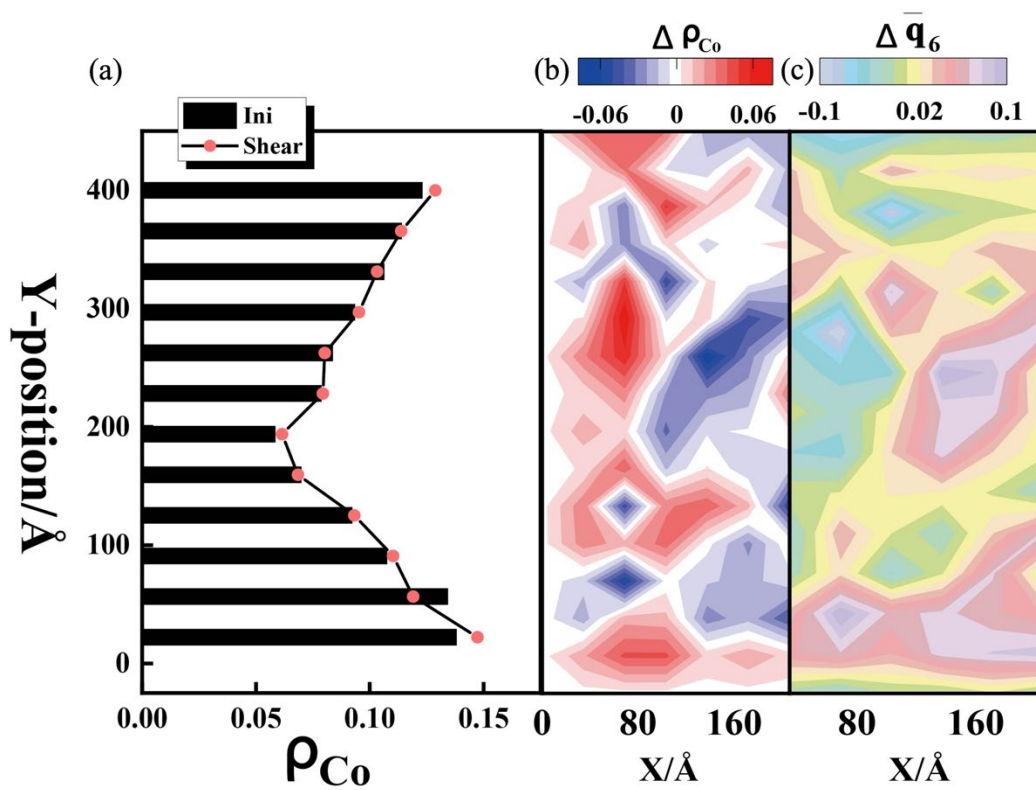 (a)
Ini
Shear
400
300
200
100
0
Y-position/Å
0.00 0.05 0.10 0.15
ρCo
(b)
Δ ρCo
-0.06 0 0.06
0 80 160
X/Å
(c)
Δ q̅6
-0.1 0.02 0.1
80 160
X/Å